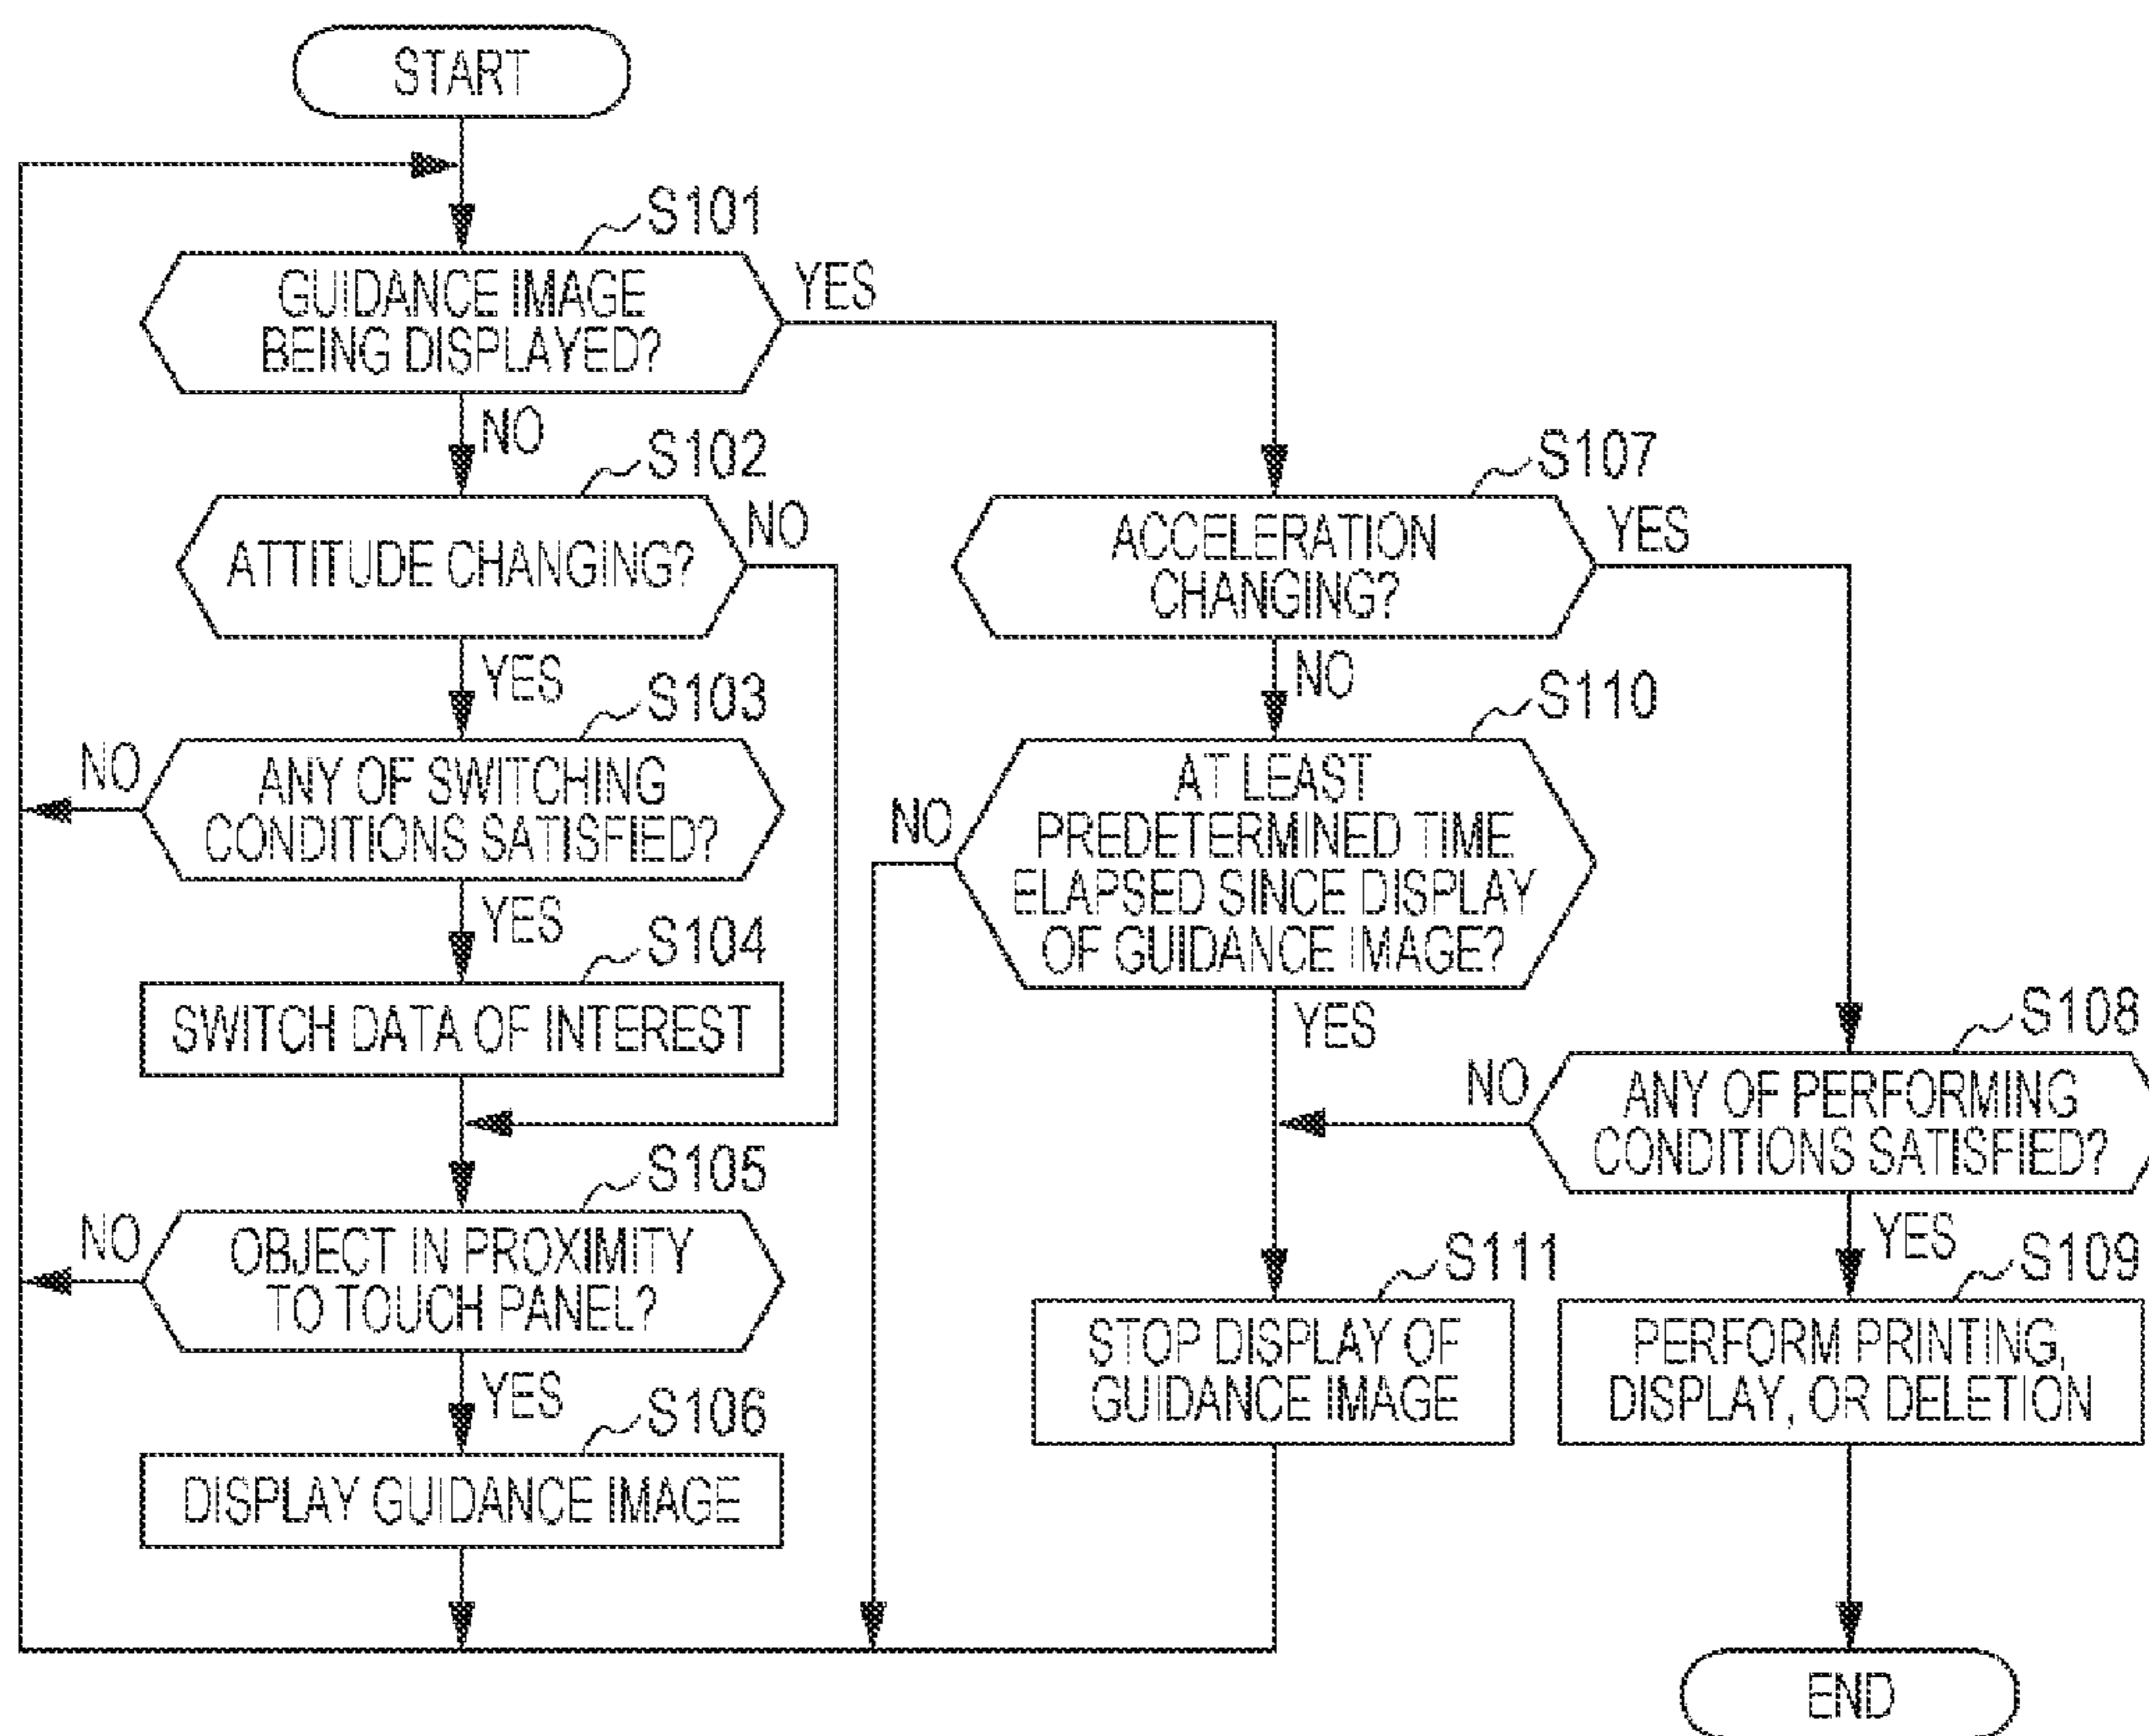 START
S101
GUIDANCE IMAGE
BEING DISPLAYED?
YES
NO
S102
ATTITUDE CHANGING?
NO
YES
S103
ANY OF SWITCHING
CONDITIONS SATISFIED?
NO
YES
S104
SWITCH DATA OF INTEREST
S105
OBJECT IN PROXIMITY
TO TOUCH PANEL?
NO
YES
S106
DISPLAY GUIDANCE IMAGE
S107
ACCELERATION
CHANGING?
YES
NO
S110
AT LEAST
PREDETERMINED TIME
ELAPSED SINCE DISPLAY
OF GUIDANCE IMAGE?
NO
YES
S108
ANY OF PERFORMING
CONDITIONS SATISFIED?
NO
YES
S111
STOP DISPLAY OF
GUIDANCE IMAGE
S109
PERFORM PRINTING,
DISPLAY, OR DELETION
END